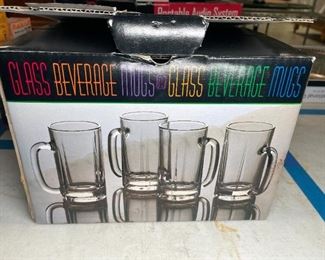 Portable Audio System
GLASS BEVERAGE MUGS GLASS BEVERAGE MUGS